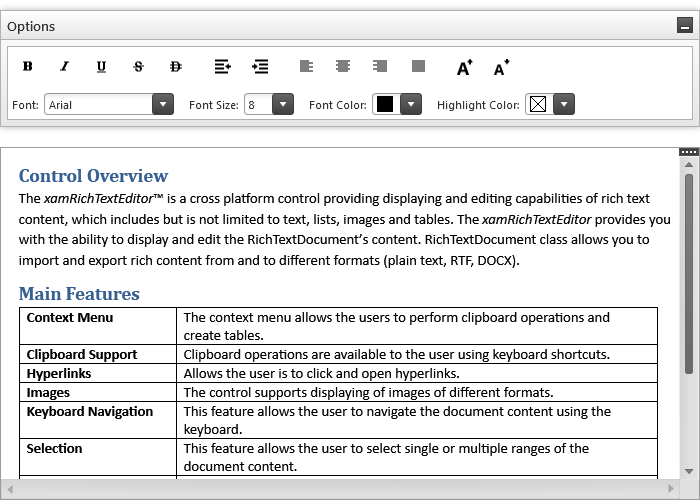 Options
B I U S D A A
Font: Arial Font Size: 8 Font Color: Highlight Color:
Control Overview
The xamRichTextEditor™ is a cross platform control providing displaying and editing capabilities of rich text
content, which includes but is not limited to text, lists, images and tables. The xamRichTextEditor provides you
with the ability to display and edit the RichTextDocument's content. RichTextDocument class allows you to
import and export rich content from and to different formats (plain text, RTF, DOCX).
Main Features
Context Menu The context menu allows the users to perform clipboard operations and
create tables.
Clipboard Support Clipboard operations are available to the user using keyboard shortcuts.
Hyperlinks Allows the user is to click and open hyperlinks.
Images The control supports displaying of images of different formats.
Keyboard Navigation This feature allows the user to navigate the document content using the
keyboard.
Selection This feature allows the user to select single or multiple ranges of the
document content.